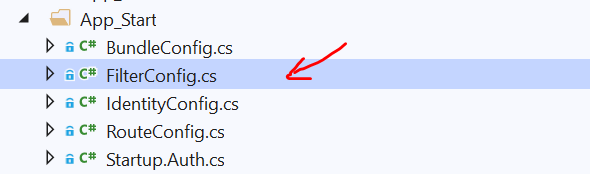 App_Start
C# BundleConfig.cs
C# FilterConfig.cs
C# IdentityConfig.cs
C# RouteConfig.cs
C# Startup.Auth.cs